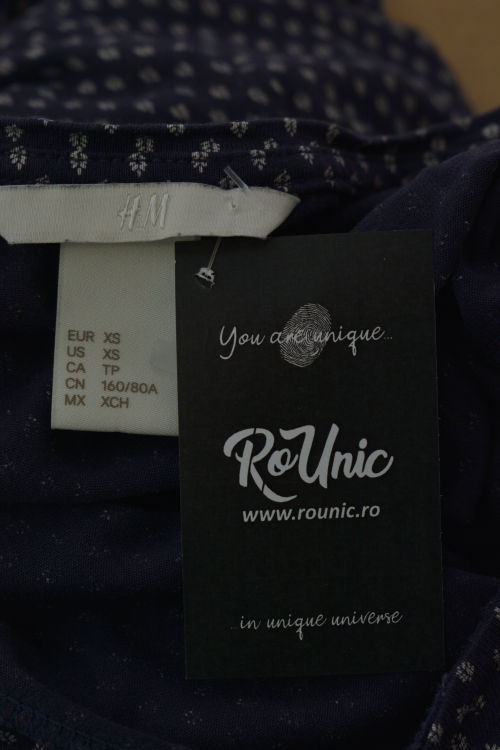 H&M
EUR XS
US XS
CA TP
CN 160/80A
MX XCH
You are unique...
RoUnic
www.rounic.ro
...in unique universe